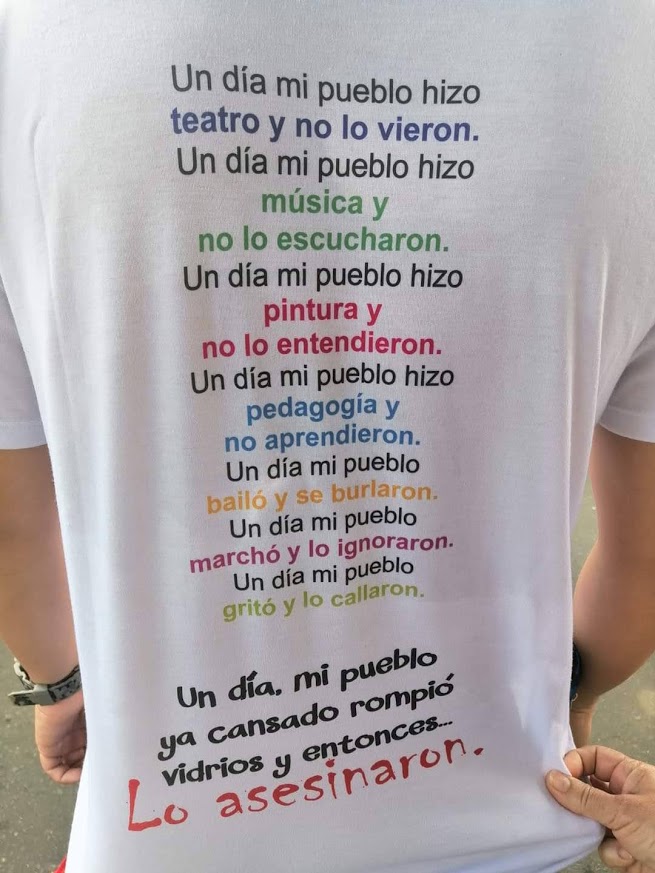 Un día mi pueblo hizo
teatro y no lo vieron.
Un día mi pueblo hizo
música y
no lo escucharon.
Un día mi pueblo hizo
pintura y
no lo entendieron.
Un día mi pueblo hizo
pedagogía y
no aprendieron.
Un día mi pueblo
bailó y se burlaron.
Un día mi pueblo
marchó y lo ignoraron.
Un día mi pueblo
gritó y lo callaron.
Un día, mi pueblo
ya cansado rompió
vidrios y entonces...
Lo asesinaron.